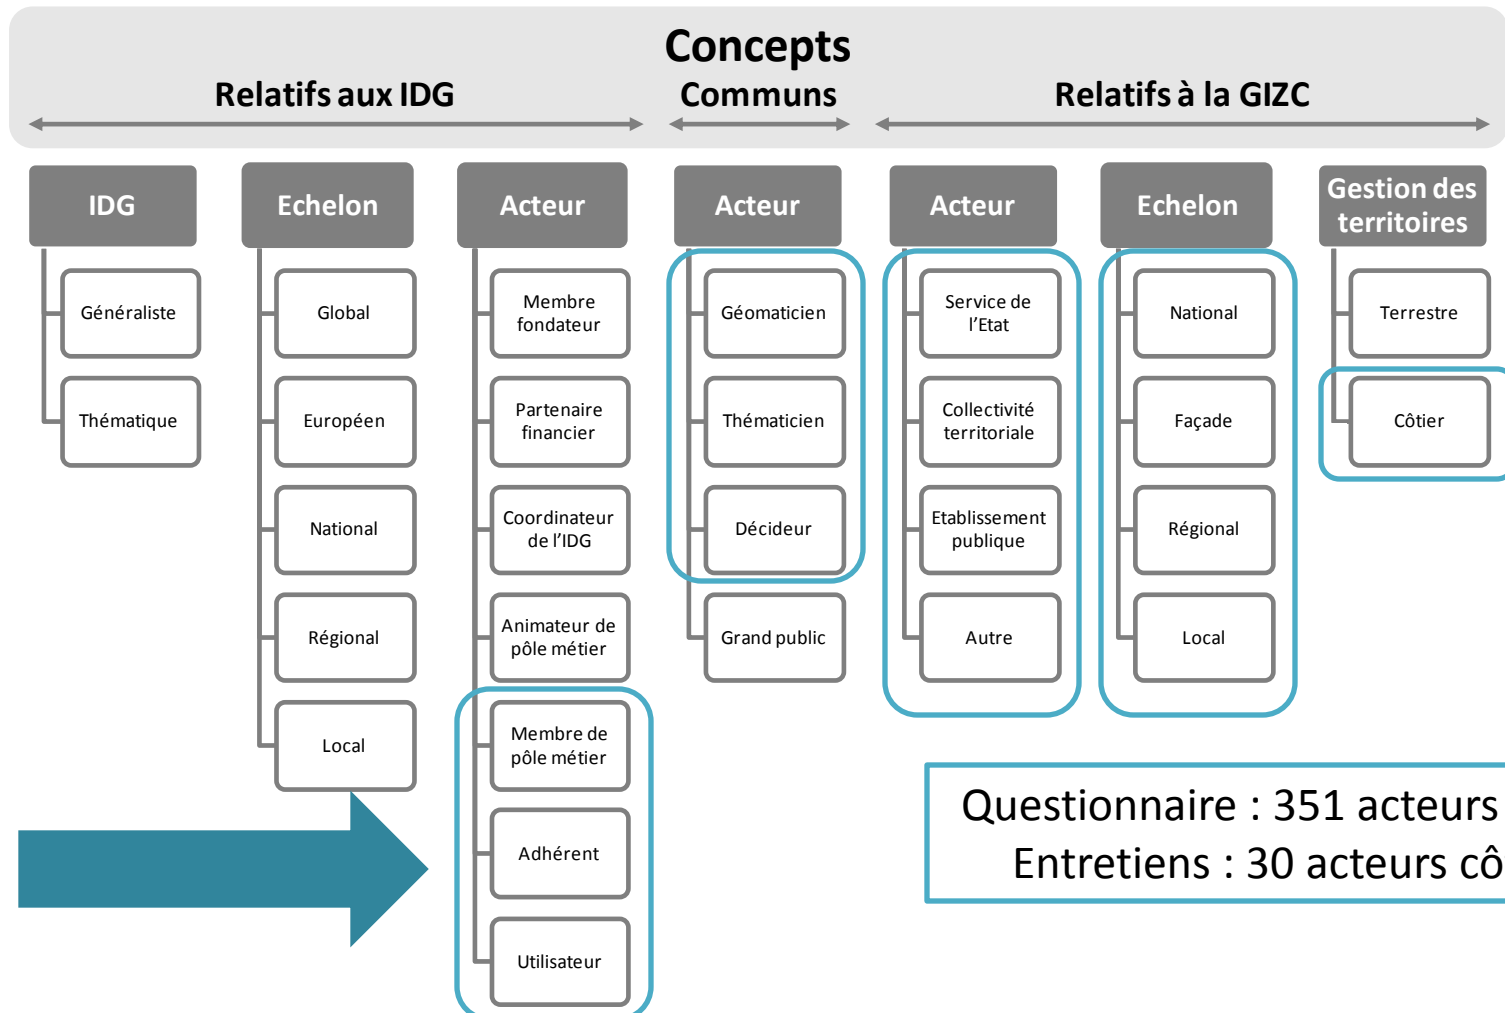 Concepts
Relatifs aux IDG
Communs
Relatifs à la GIZC
IDG
Généraliste
Thématique
Echelon
Global
Européen
National
Régional
Local
Acteur
Membre
fondateur
Partenaire
financier
Coordinateur
de l'IDG
Animateur de
pôle métier
Membre de
pôle métier
Adhérent
Utilisateur
Acteur
Géomaticien
Thématicien
Décideur
Grand public
Acteur
Service de
l'Etat
Collectivité
territoriale
Etablissement
publique
Autre
Echelon
National
Façade
Régional
Local
Gestion des
territoires
Terrestre
Côtier
Questionnaire : 351 acteurs
Entretiens : 30 acteurs cô